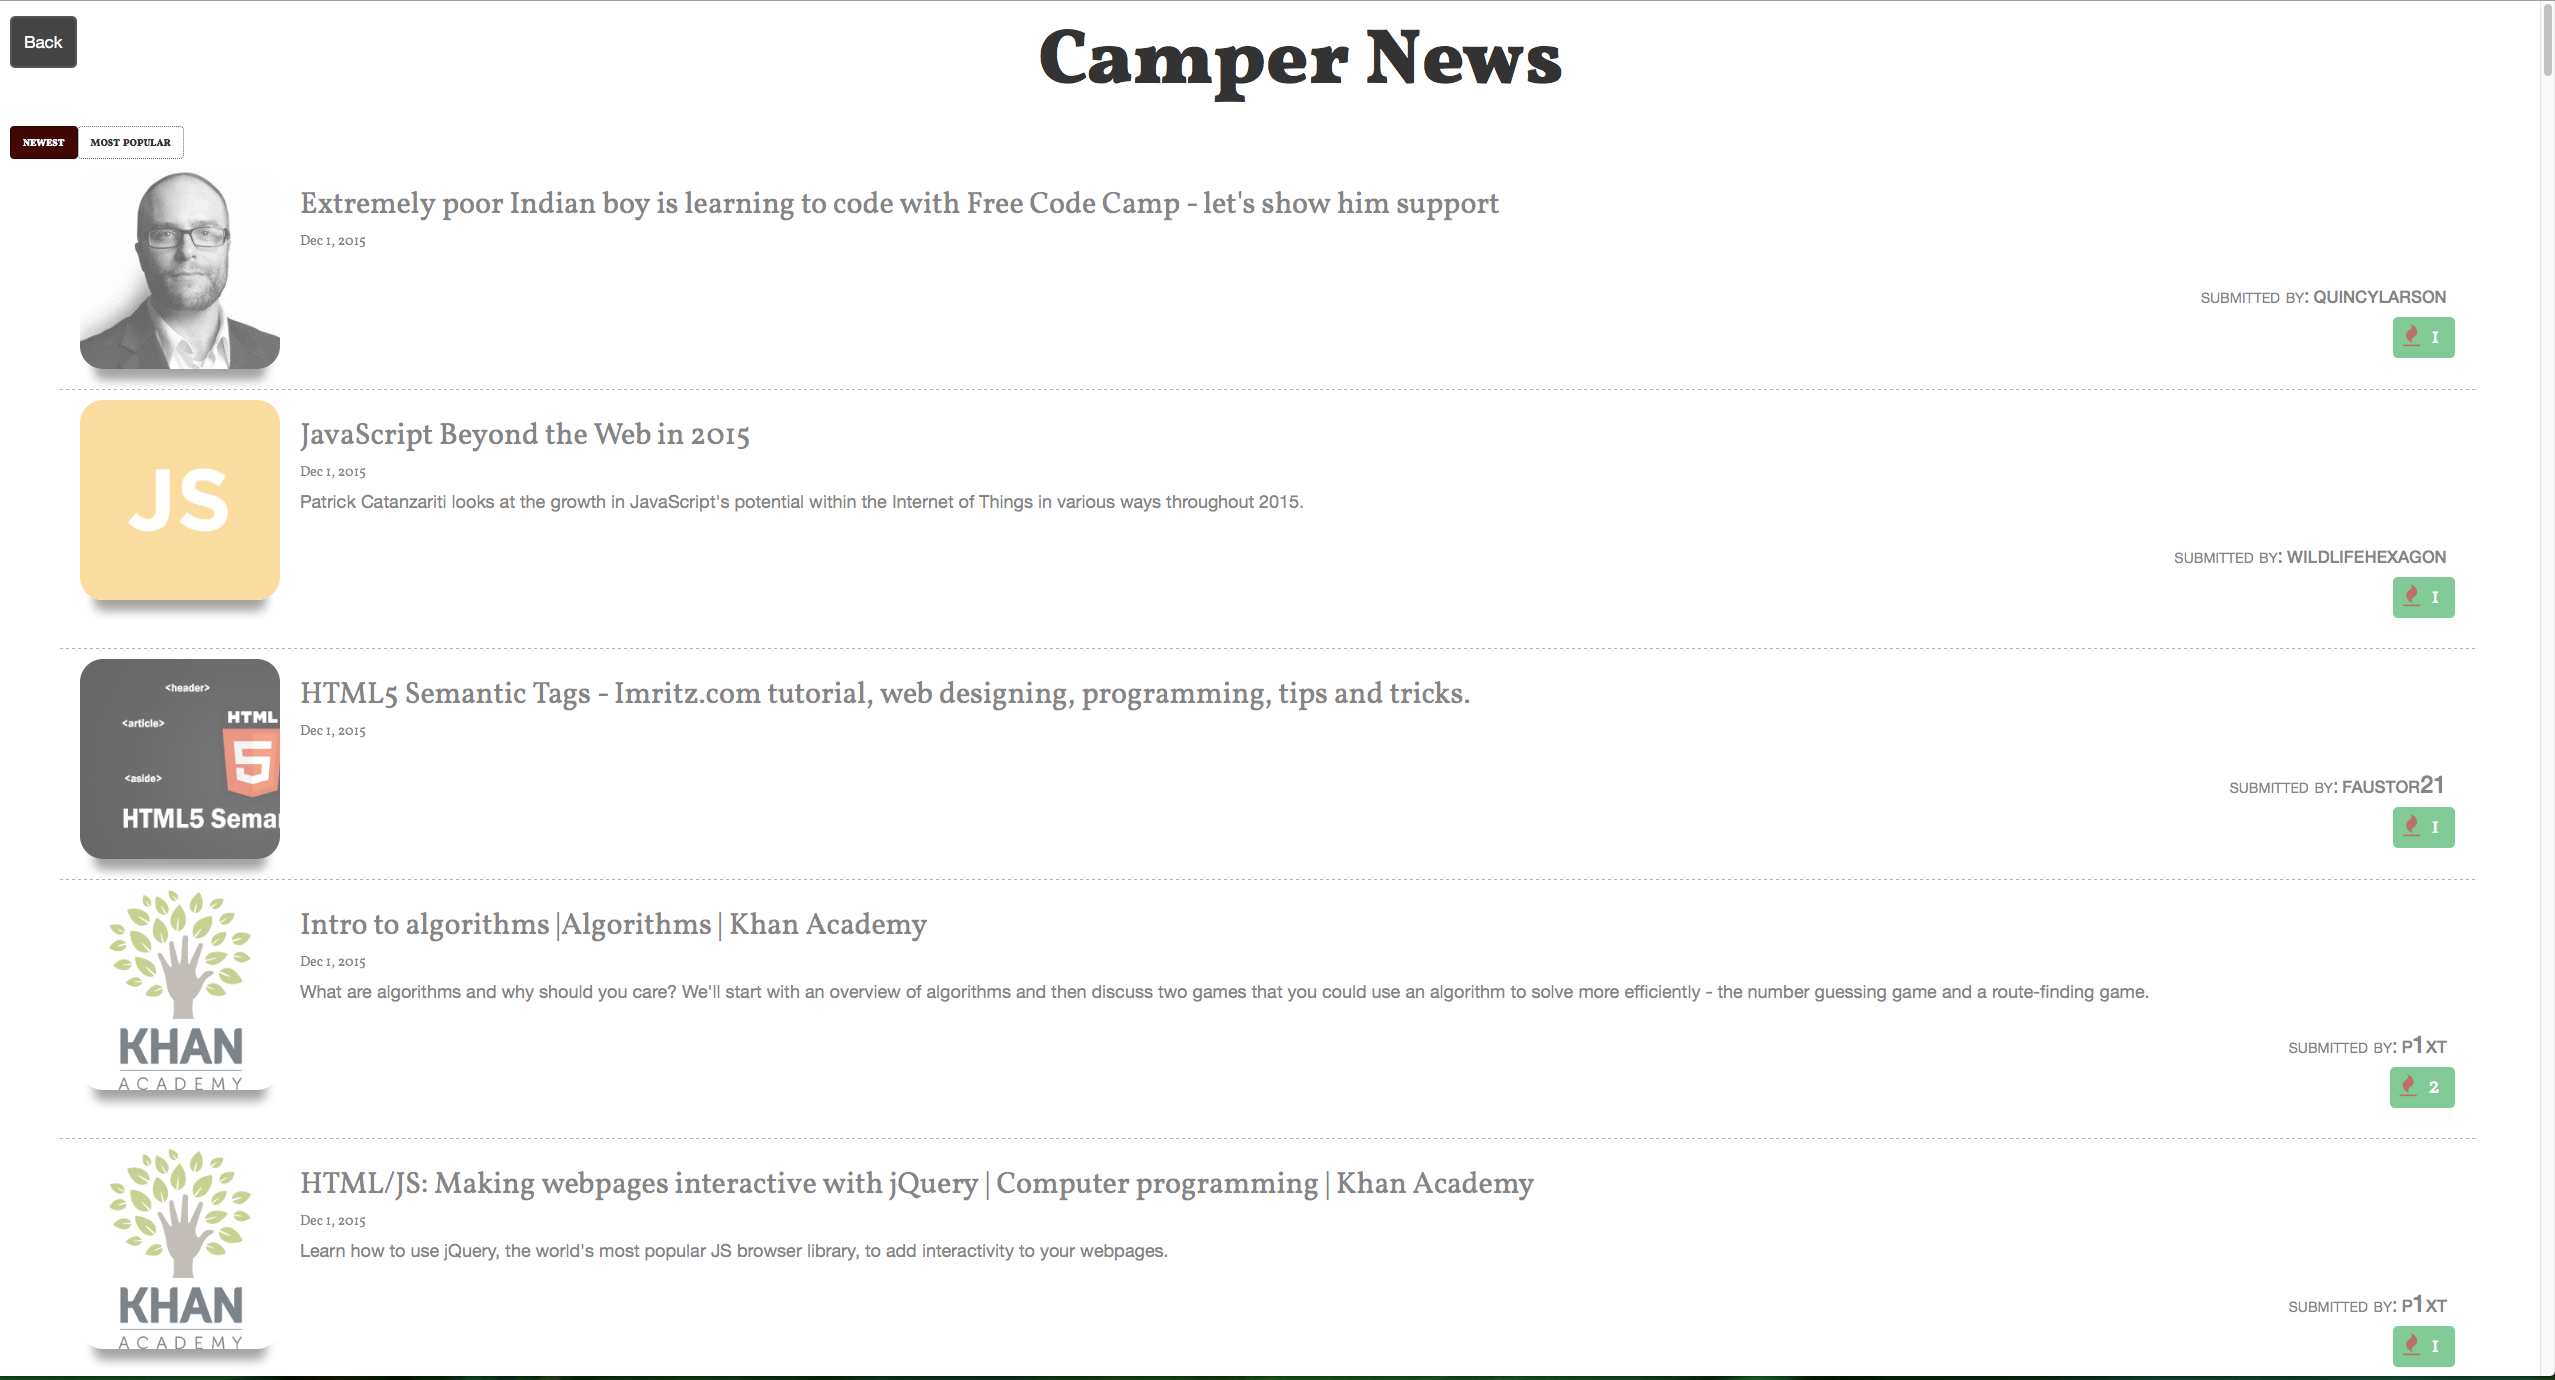 Back
Camper News
NEWEST
MOST POPULAR
Extremely poor Indian boy is learning to code with Free Code Camp - let's show him support
Dec 1, 2015
SUBMITTED BY: QUINCYLARSON
1
JS
JavaScript Beyond the Web in 2015
Dec 1, 2015
Patrick Catanzariti looks at the growth in JavaScript's potential within the Internet of Things in various ways throughout 2015.
SUBMITTED BY: WILDLIFEHEXAGON
1
<header>
<article>
HTML
5
<aside>
HTML5 Seman
HTML5 Semantic Tags - Imritz.com tutorial, web designing, programming, tips and tricks.
Dec 1, 2015
SUBMITTED BY: FAUSTOR21
1
KHAN
ACADEMY
Intro to algorithms |Algorithms | Khan Academy
Dec 1, 2015
What are algorithms and why should you care? We'll start with an overview of algorithms and then discuss two games that you could use an algorithm to solve more efficiently - the number guessing game and a route-finding game.
SUBMITTED BY: P1XT
2
KHAN
ACADEMY
HTML/JS: Making webpages interactive with jQuery | Computer programming | Khan Academy
Dec 1, 2015
Learn how to use jQuery, the world's most popular JS browser library, to add interactivity to your webpages.
SUBMITTED BY: P1XT
1